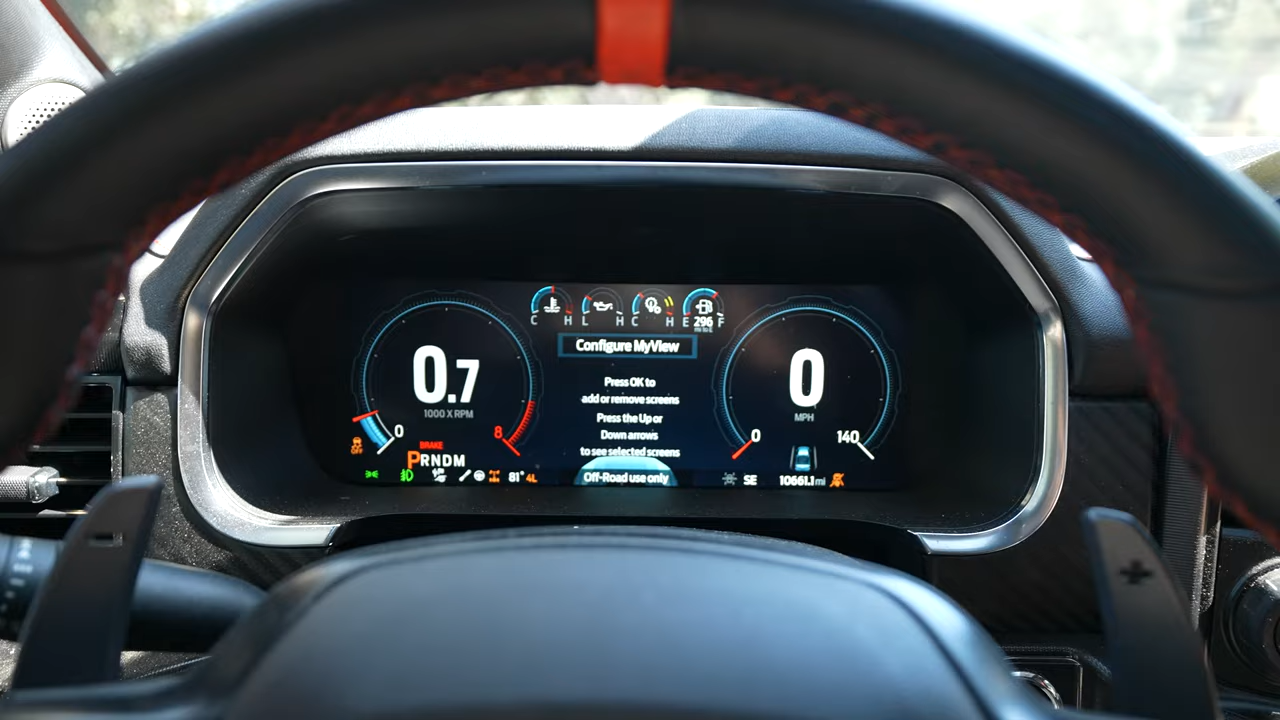 C H L H C H E 296 F
Configure MyView
0.7
1000 X RPM
0 8
Press OK to
add or remove screens
Press the Up or
Down arrows
to see selected screens
0
MPH
0 140
BRAKE
PRNDM
OFF
81° 4L
Off-Road use only
SE
10661.1 mi
- +